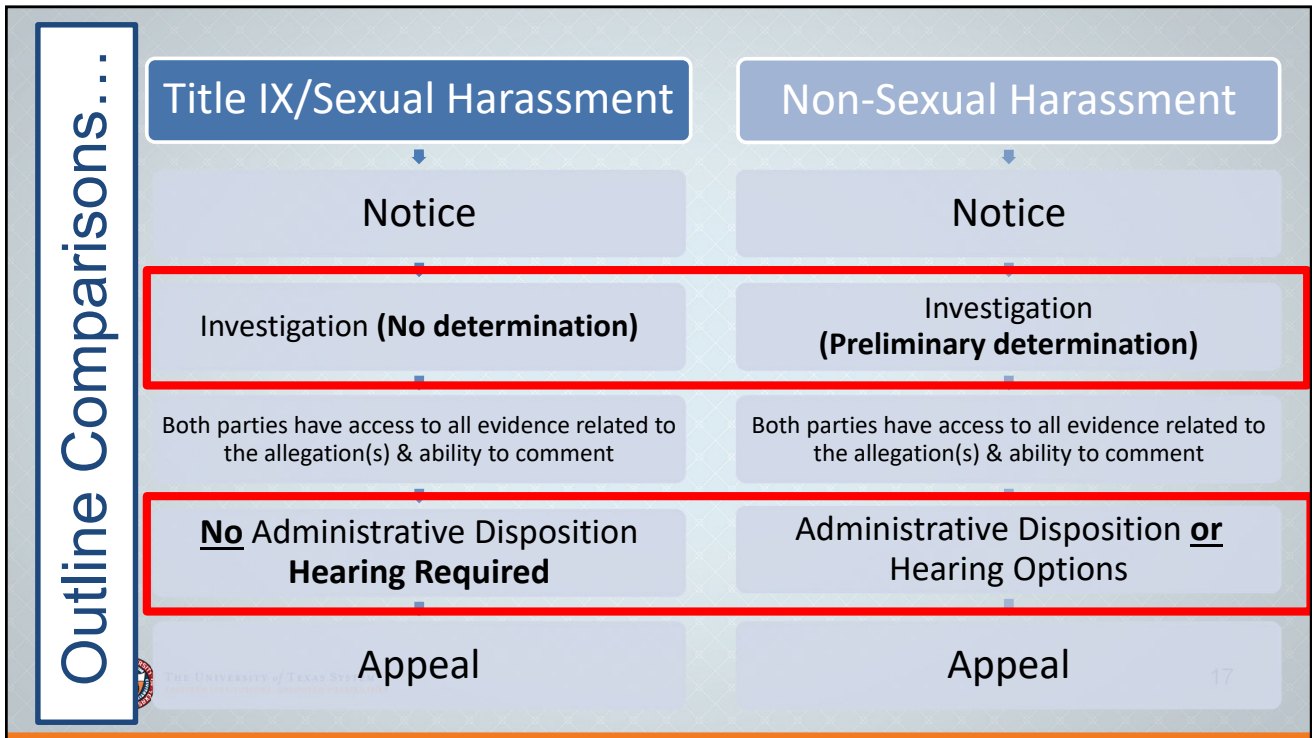 Outline Comparisons...
Title IX/Sexual Harassment
Notice
Investigation (No determination)
Both parties have access to all evidence related to
the allegation(s) & ability to comment
No Administrative Disposition
Hearing Required
Appeal
Non-Sexual Harassment
Notice
Investigation
(Preliminary determination)
Both parties have access to all evidence related to
the allegation(s) & ability to comment
Administrative Disposition or
Hearing Options
Appeal
THE UNIVERSITY of TEXAS SYSTEM
17